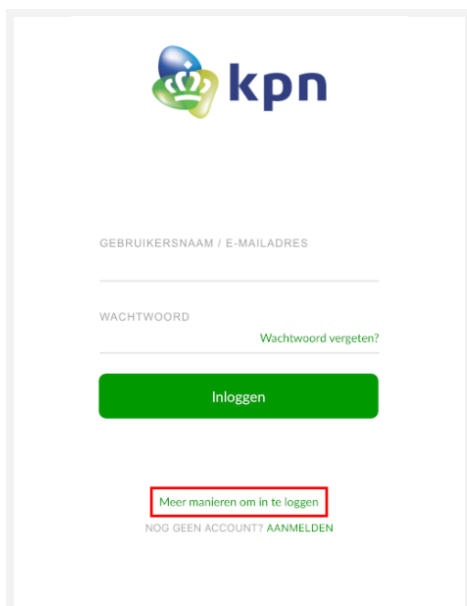 kpn
GEBRUIKERSNAAM / E-MAILADRES
WACHTWOORD
Wachtwoord vergeten?
Inloggen
Meer manieren om in te loggen
NOG GEEN ACCOUNT? AANMELDEN